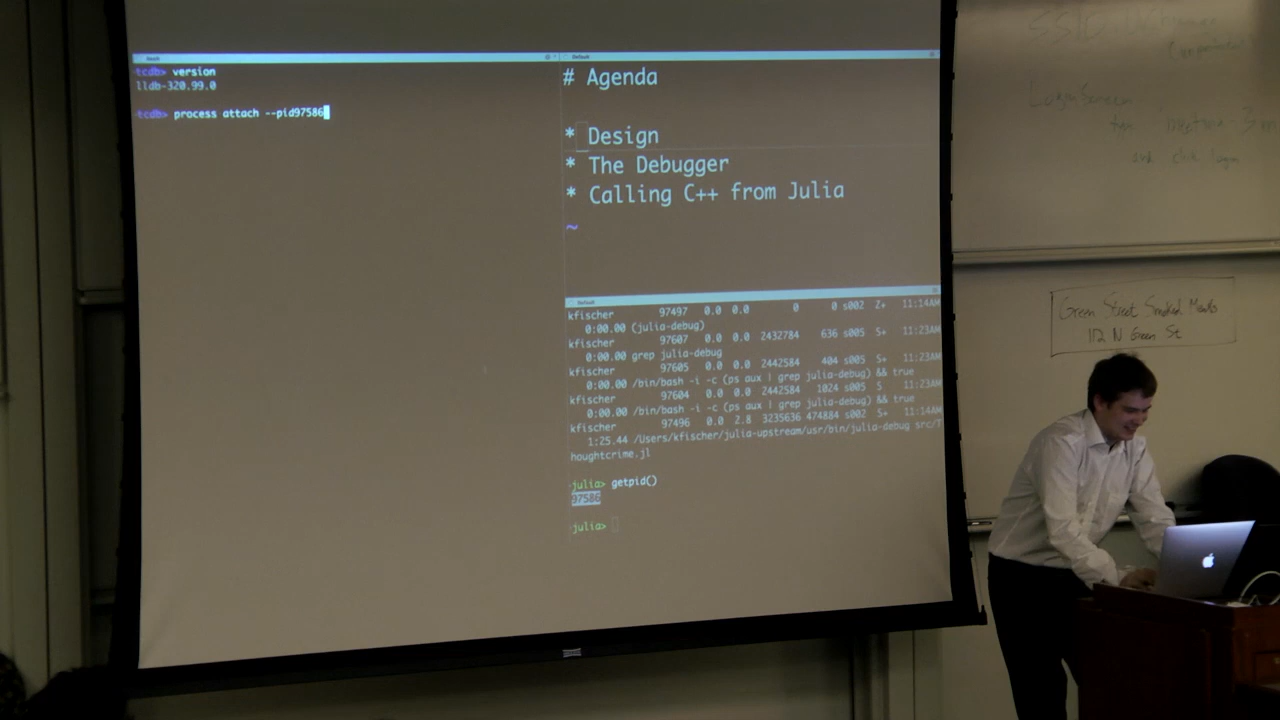 tcdb> version
lldb-320.99.0
tcdb> process attach --pid97586
Default
# Agenda
* Design
* The Debugger
* Calling C++ from Julia
~
Default
kfischer 97497 0.0 0.0 0 0 s002 Z+ 11:14AM
0:00.00 (julia-debug)
kfischer 97607 0.0 0.0 2432784 636 s005 S+ 11:23AM
0:00.00 grep julia-debug
kfischer 97605 0.0 0.0 2442584 404 s005 S+ 11:23AM
0:00.00 /bin/bash -i -c (ps aux | grep julia-debug) && true
kfischer 97604 0.0 0.0 2442584 1024 s005 S 11:23AM
0:00.00 /bin/bash -i -c (ps aux | grep julia-debug) && true
kfischer 97496 0.0 2.8 3235636 474884 s002 S+ 11:14AM
1:25.44 /Users/kfischer/julia-upstream/usr/bin/julia-debug src/T
houghtcrime.jl
julia> getpid()
97586
julia>
Green Street Smoked Meats
112 N Green St